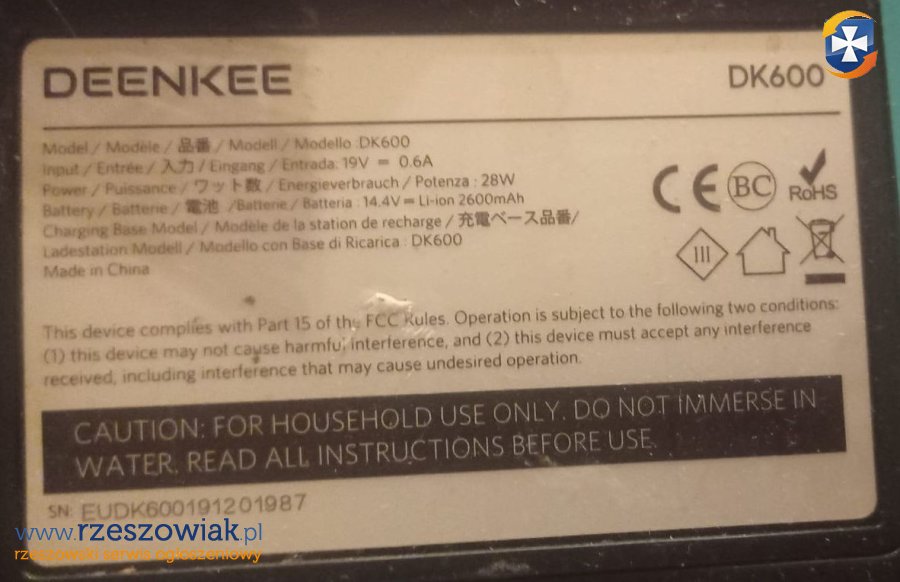 DEENKEE
DK600
Model / Modèle / 品番 / Modell / Modello :DK600
Input / Entrée / 入力 / Eingang / Entrada: 19V = 0.6A
Power / Puissance / ワット数 / Energieverbrauch / Potenza : 28W
Battery / Batterie / 電池 /Batterie / Batteria : 14.4V = Li-ion 2600mAh
Charging Base Model / Modèle de la station de recharge / 充電ベース品番/
Ladestation Modell / Modello con Base di Ricarica : DK600
Made in China
CE BC RoHS
III
This device complies with Part 15 of the FCC Rules. Operation is subject to the following two conditions:
(1) this device may not cause harmful interference, and (2) this device must accept any interference
received, including interference that may cause undesired operation.
CAUTION: FOR HOUSEHOLD USE ONLY. DO NOT IMMERSE IN
WATER. READ ALL INSTRUCTIONS BEFORE USE.
SN: EUDK600191201987
www.rzeszowiak.pl
rzeszowski serwis ogłoszeniowy